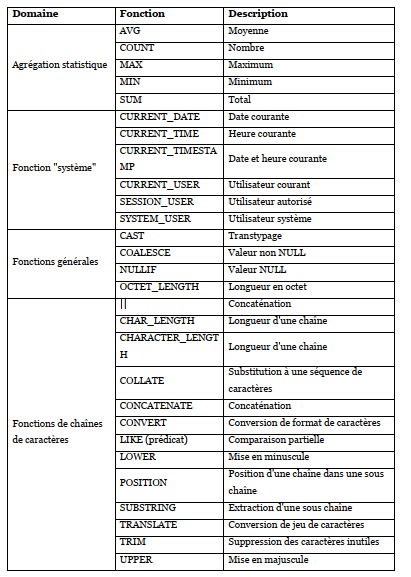 Domaine Fonction Description
Agrégation statistique
AVG Moyenne
COUNT Nombre
MAX Maximum
MIN Minimum
SUM Total
Fonction "système"
CURRENT_DATE Date courante
CURRENT_TIME Heure courante
CURRENT_TIMESTA
MP
Date et heure courante
CURRENT_USER Utilisateur courant
SESSION_USER Utilisateur autorisé
SYSTEM_USER Utilisateur système
Fonctions générales
CAST Transtypage
COALESCE Valeur non NULL
NULLIF Valeur NULL
OCTET_LENGTH Longueur en octet
Fonctions de chaînes
de caractères
|| Concaténation
CHAR_LENGTH Longueur d'une chaîne
CHARACTER_LENGT
H
Longueur d'une chaîne
COLLATE
Substitution à une séquence de
caractères
CONCATENATE Concaténation
CONVERT Conversion de format de caractères
LIKE (prédicat) Comparaison partielle
LOWER Mise en minuscule
POSITION
Position d'une chaîne dans une sous
chaîne
SUBSTRING Extraction d'une sous chaîne
TRANSLATE Conversion de jeu de caractères
TRIM Suppression des caractères inutiles
UPPER Mise en majuscule